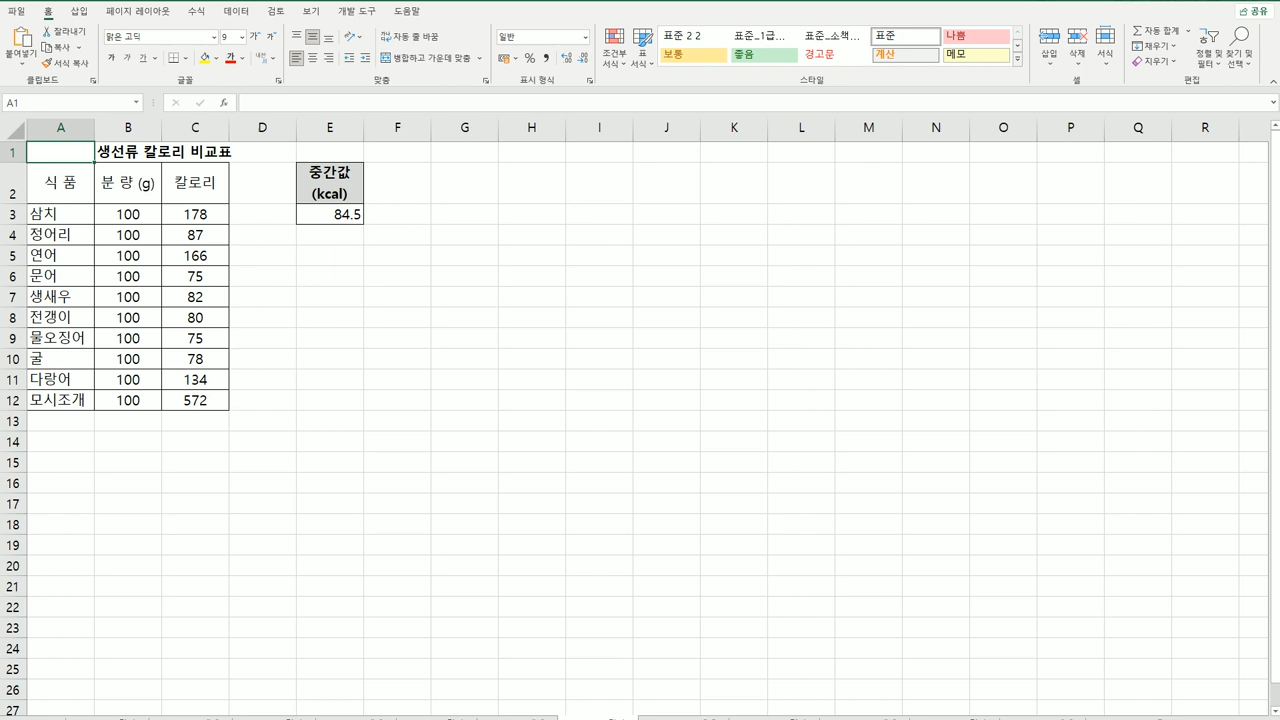 파일 홈 삽입 페이지 레이아웃 수식 데이터 검토 보기 개발 도구 도움말 공유
붙여넣기 잘라내기 복사 서식 복사 클립보드
맑은 고딕 9 가 가 가 가 가 가 글꼴
자동 줄 바꿈 병합하고 가운데 맞춤 맞춤
일반 % 표시 형식
조건부 서식 표 서식
표준 2 2 표준_1급... 표준_소책... 표준 나쁨
보통 좋음 경고문 계산 메모
스타일
삽입 삭제 서식 셀
자동 합계 채우기 지우기 정렬 및 필터 찾기 및 선택 편집
A1 fx
A B C D E F G H I J K L M N O P Q R
1 생선류 칼로리 비교표
2 식 품 분 량 (g) 칼로리 중간값 (kcal)
3 삼치 100 178 84.5
4 정어리 100 87
5 연어 100 166
6 문어 100 75
7 생새우 100 82
8 전갱이 100 80
9 물오징어 100 75
10 굴 100 78
11 다랑어 100 134
12 모시조개 100 572
13
14
15
16
17
18
19
20
21
22
23
24
25
26
27